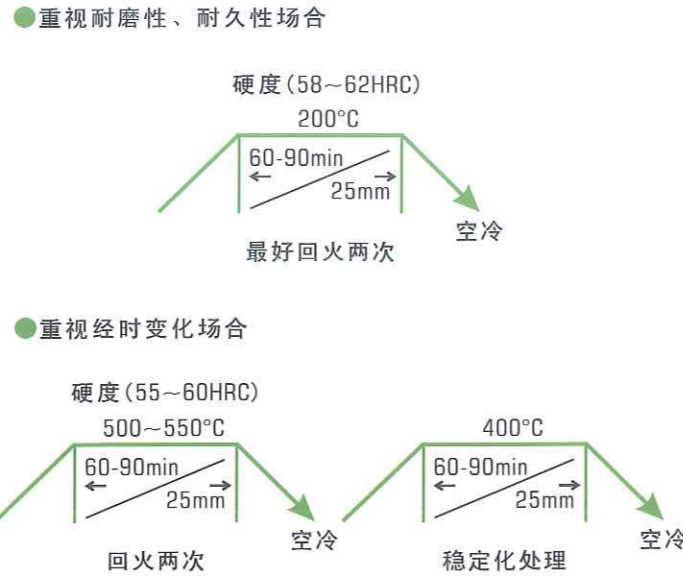 ●重视耐磨性、耐久性场合
硬度(58~62HRC)
200°C
60-90min
25mm
空冷
最好回火两次
●重视经时变化场合
硬度(55~60HRC)
500~550°C
60-90min
25mm
空冷
回火两次
400°C
60-90min
25mm
空冷
稳定化处理